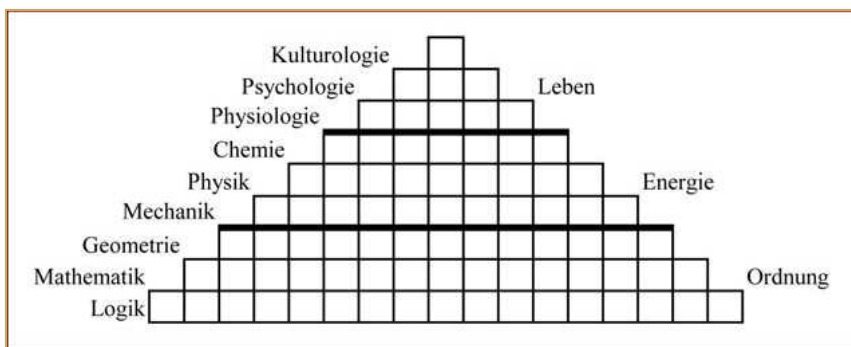 Kulturologie
Psychologie Leben
Physiologie
Chemie
Physik Energie
Mechanik
Geometrie
Mathematik Ordnung
Logik